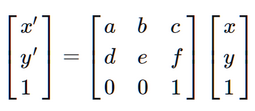 x' a b c x
y' = d e f y
1 0 0 1 1